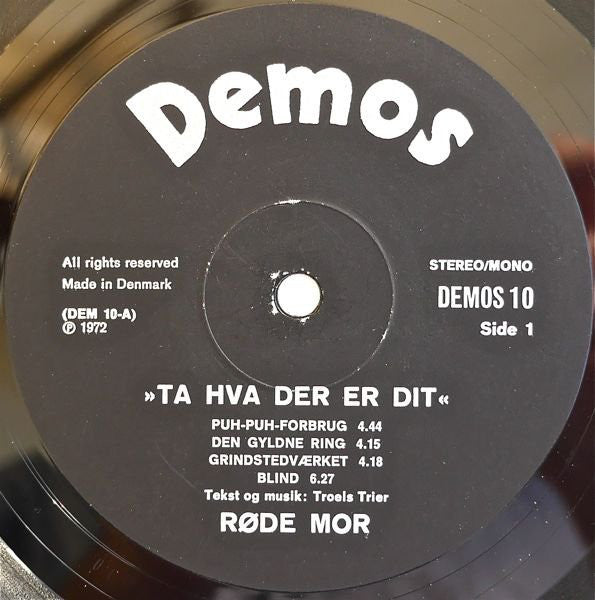 Demos
All rights reserved
Made in Denmark
(DEM 10-A)
℗ 1972
STEREO/MONO
DEMOS 10
Side 1
»TA HVA DER ER DIT«
PUH-PUH-FORBRUG 4.44
DEN GYLDNE RING 4.15
GRINDSTEDVÆRKET 4.18
BLIND 6.27
Tekst og musik: Troels Trier
RØDE MOR